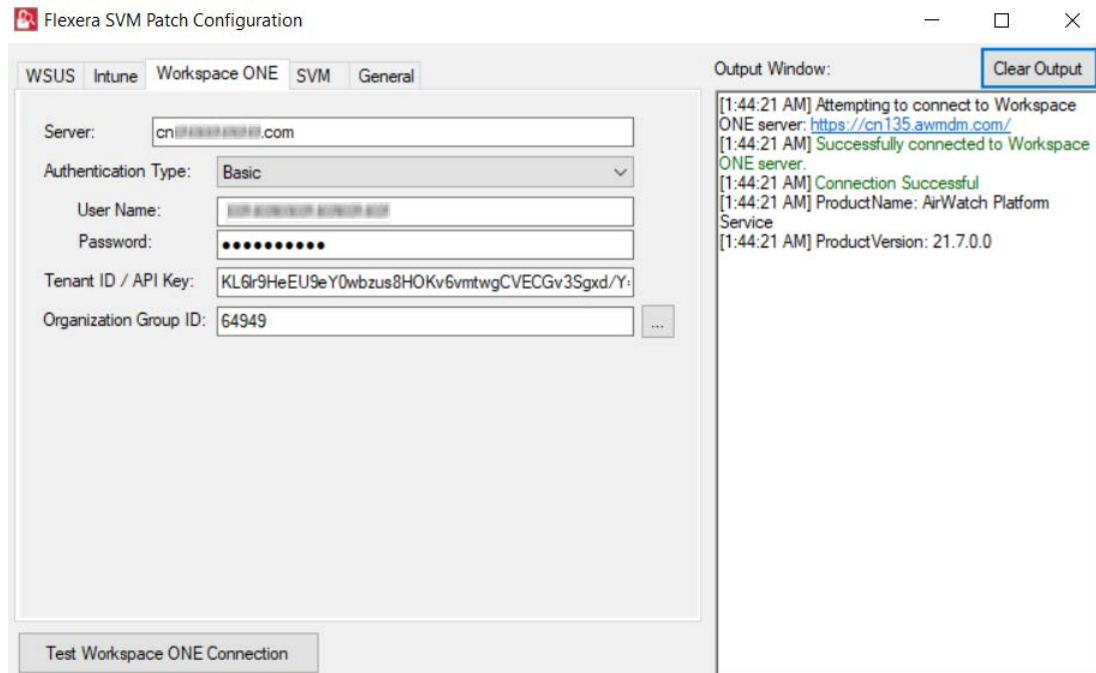 Flexera SVM Patch Configuration
WSUS Intune Workspace ONE SVM General
Server: cn .com
Authentication Type: Basic
User Name:
Password: ••••••••••
Tenant ID / API Key: KL6lr9HeEU9eY0wbzus8HOKv6vmtwgCVECGv3Sgxd/Y
Organization Group ID: 64949 ...
Test Workspace ONE Connection
Output Window: Clear Output
[1:44:21 AM] Attempting to connect to Workspace
ONE server: https://cn135.awmdm.com/
[1:44:21 AM] Successfully connected to Workspace
ONE server.
[1:44:21 AM] Connection Successful
[1:44:21 AM] ProductName: AirWatch Platform
Service
[1:44:21 AM] ProductVersion: 21.7.0.0